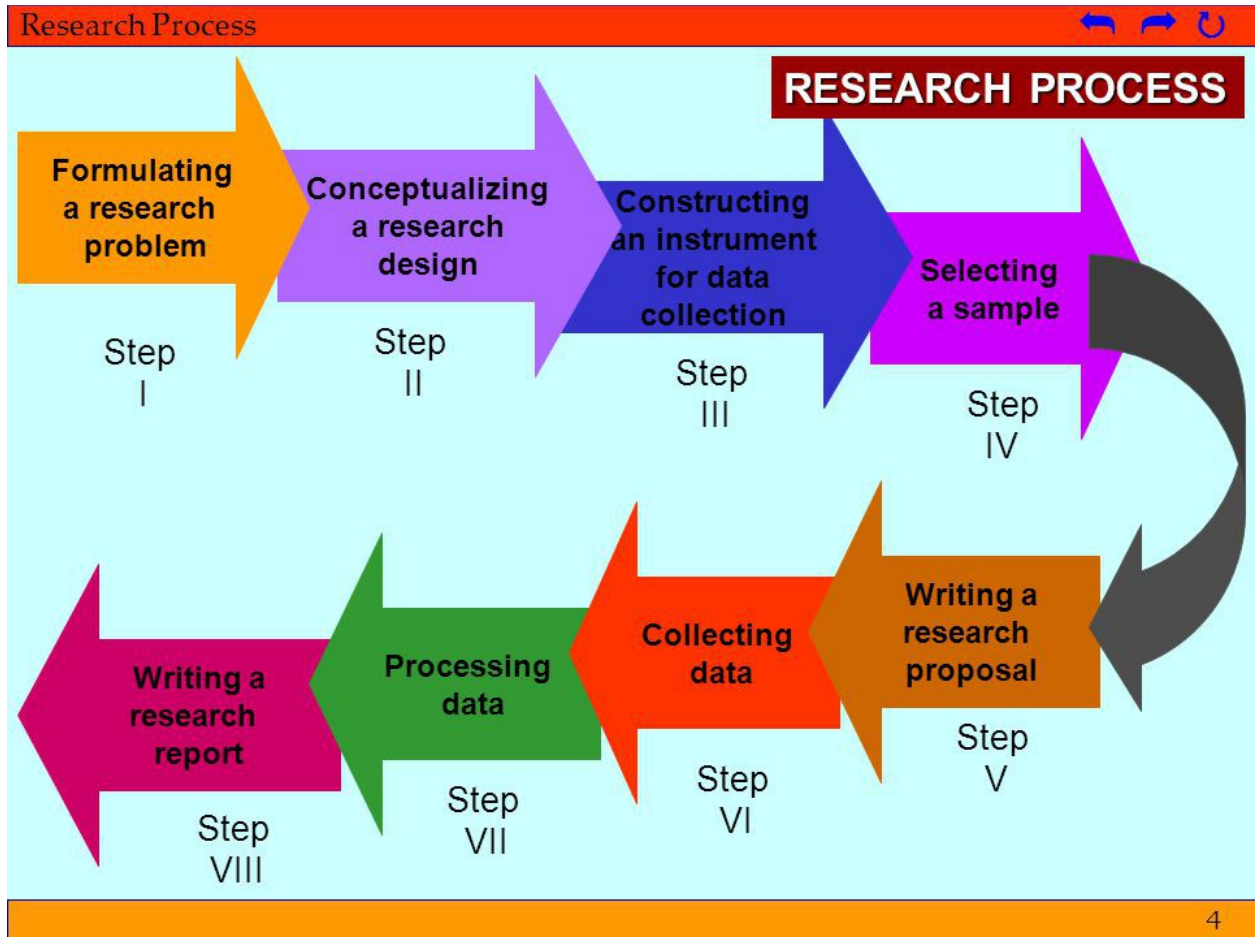 Research Process
RESEARCH PROCESS
Formulating
a research
problem
Step
I
Conceptualizing
a research
design
Step
II
Constructing
an instrument
for data
collection
Step
III
Selecting
a sample
Step
IV
Writing a
research
proposal
Step
V
Collecting
data
Step
VI
Processing
data
Step
VII
Writing a
research
report
Step
VIII
4